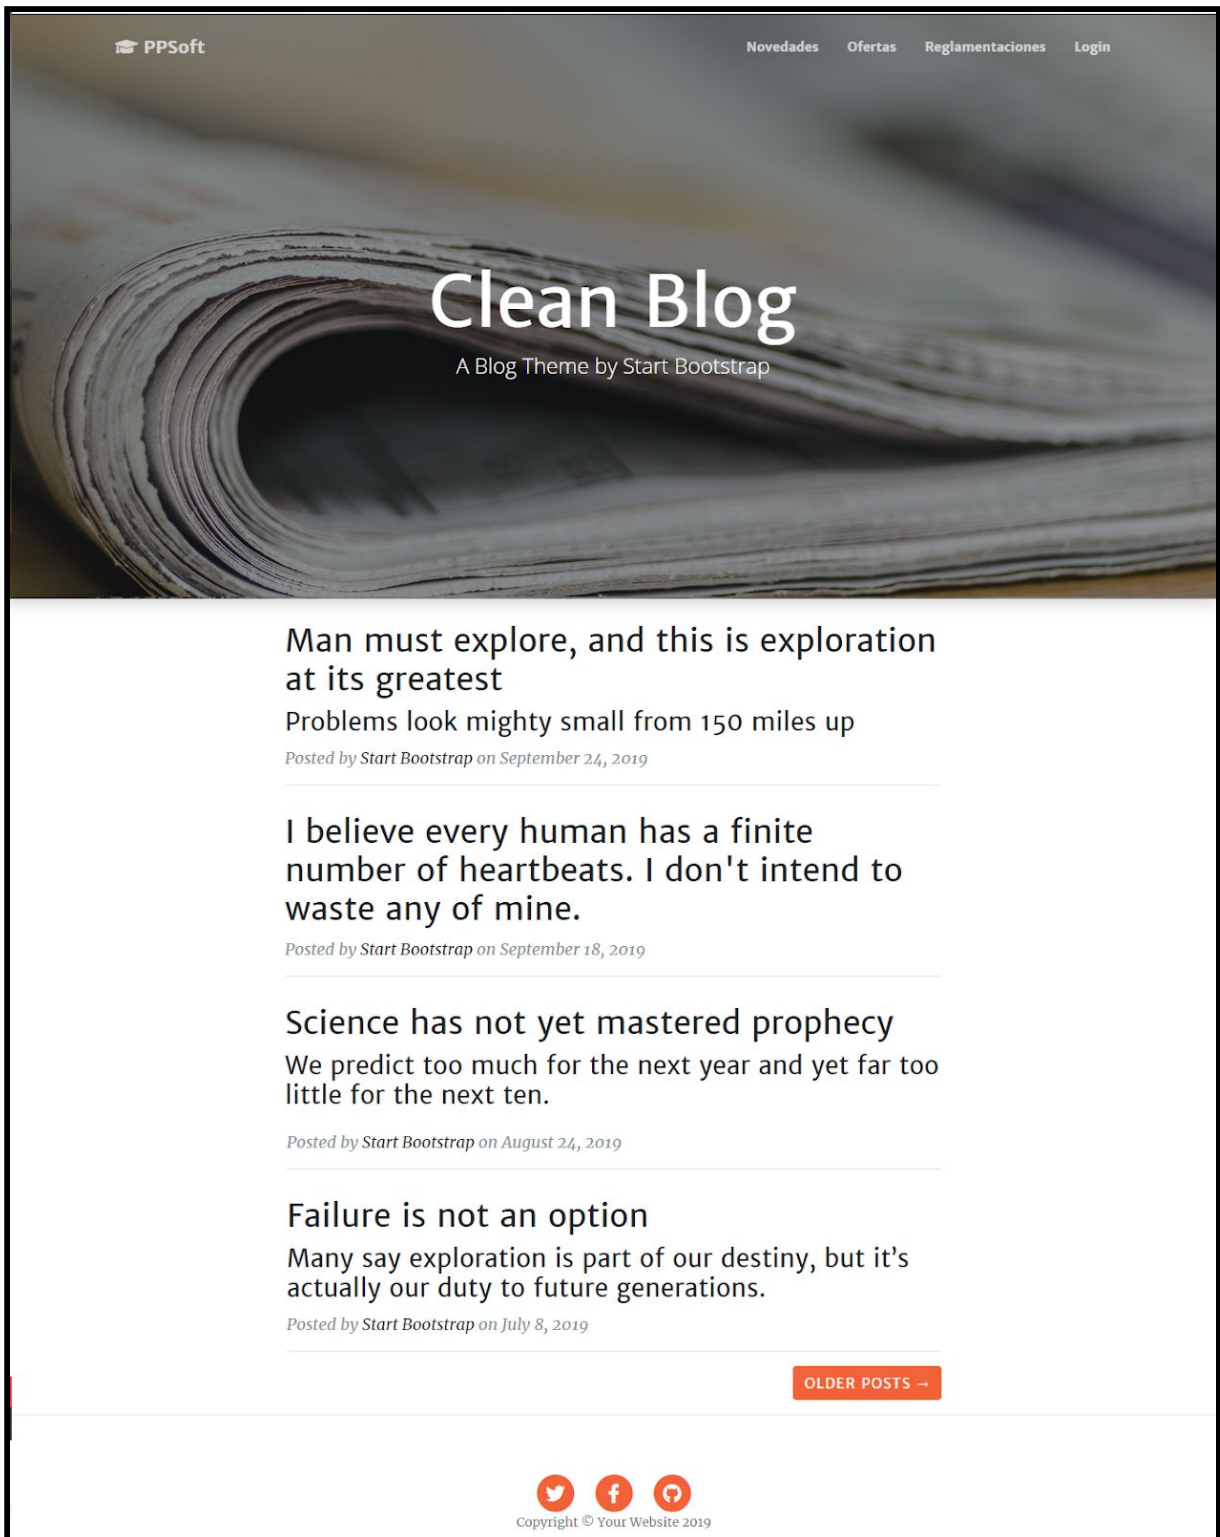 PPSoft
Novedades Ofertas Reglamentaciones Login
Clean Blog
A Blog Theme by Start Bootstrap
Man must explore, and this is exploration
at its greatest
Problems look mighty small from 150 miles up
Posted by Start Bootstrap on September 24, 2019
I believe every human has a finite
number of heartbeats. I don't intend to
waste any of mine.
Posted by Start Bootstrap on September 18, 2019
Science has not yet mastered prophecy
We predict too much for the next year and yet far too
little for the next ten.
Posted by Start Bootstrap on August 24, 2019
Failure is not an option
Many say exploration is part of our destiny, but it’s
actually our duty to future generations.
Posted by Start Bootstrap on July 8, 2019
OLDER POSTS →
Copyright © Your Website 2019